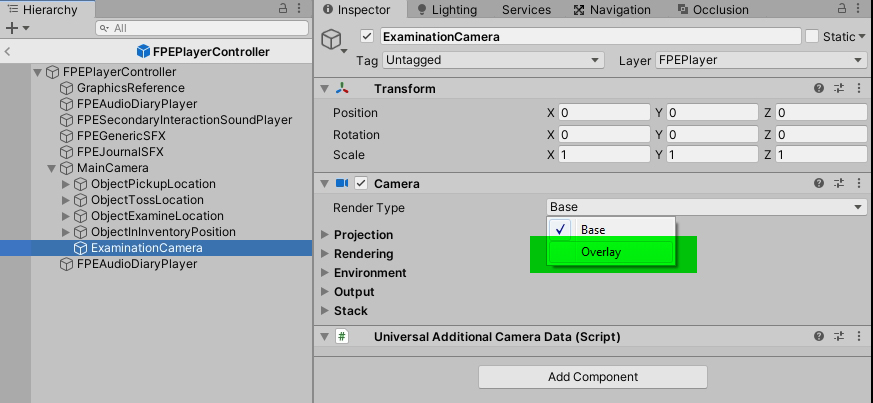 Hierarchy
All
FPEPlayerController
FPEPlayerController
GraphicsReference
FPEAudioDiaryPlayer
FPESecondaryInteractionSoundPlayer
FPEGenericSFX
FPEJournalSFX
MainCamera
ObjectPickupLocation
ObjectTossLocation
ObjectExamineLocation
ObjectInInventoryPosition
ExaminationCamera
FPEAudioDiaryPlayer
Inspector Lighting Services Navigation Occlusion
ExaminationCamera Static
Tag Untagged Layer FPEPlayer
Transform
Position X 0 Y 0 Z 0
Rotation X 0 Y 0 Z 0
Scale X 1 Y 1 Z 1
Camera
Render Type Base
Base
Overlay
Projection
Rendering
Environment
Output
Stack
# Universal Additional Camera Data (Script)
Add Component